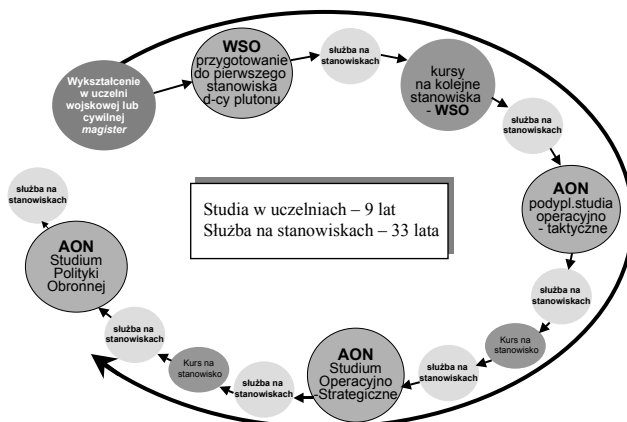 Wykształcenie
w uczelni
wojskowej lub
cywilnej
magister
WSO
przygotowanie
do pierwszego
stanowiska
d-cy plutonu
służba na
stanowiskach
kursy
na kolejne
stanowiska
- WSO
służba na
stanowiskach
AON
podypl.studia
operacyjno
- taktyczne
służba na
stanowiskach
Kurs na
stanowisko
służba na
stanowiskach
AON
Studium
Operacyjno
-Strategiczne
służba na
stanowiskach
Kurs na
stanowisko
służba na
stanowiskach
AON
Studium
Polityki
Obronnej
służba na
stanowiskach
Studia w uczelniach – 9 lat
Służba na stanowiskach – 33 lata